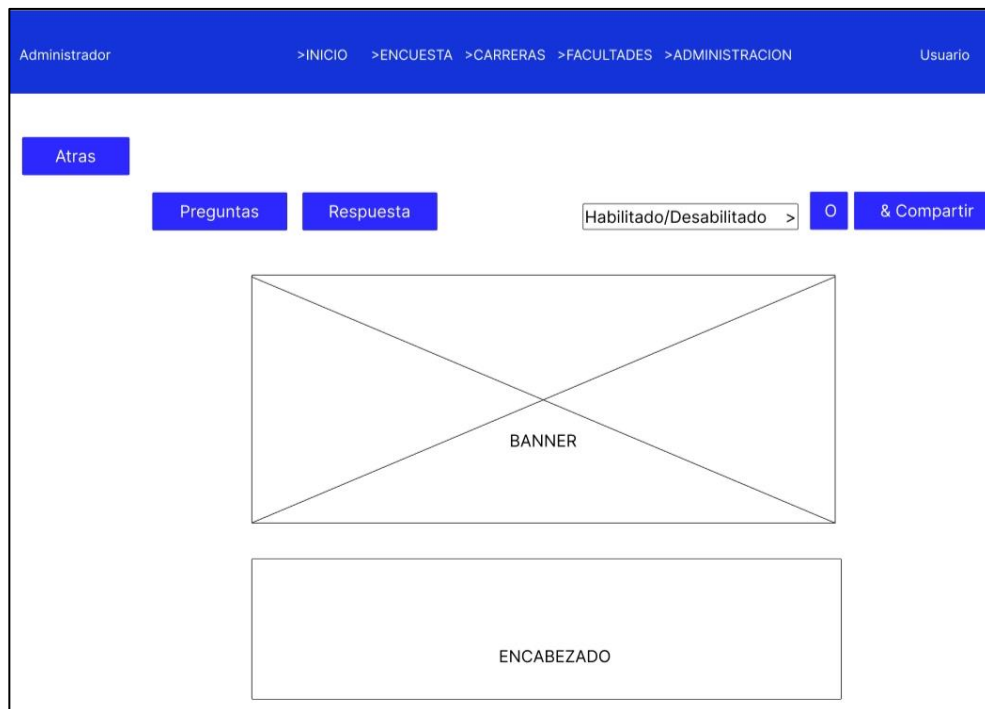 Administrador >INICIO >ENCUESTA >CARRERAS >FACULTADES >ADMINISTRACION Usuario
Atras
Preguntas Respuesta Habilitado/Desabilitado > O & Compartir
BANNER
ENCABEZADO